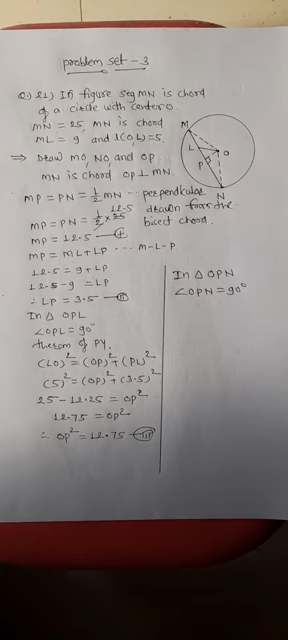 problem set - 3
Q.) 21) In figure seg MN is chord
of a circle with center O.
MN = 25, MN is chord
ML = 9 and l(O,L)=5.
⇒ Draw MO, NO, and OP.
MN is chord OP ⊥ MN
MP = PN = 1/2 MN ... perpendicular
drawn from the
bisect chord.
MP = PN = 1/2 × 25 12.5
MP = 12.5 — (I)
MP = ML + LP ... M-L-P
12.5 = 9 + LP
12.5 - 9 = LP
∴ LP = 3.5 — (II)
In △ OPL
∠OPL = 90°
theorem of PY.
(LO)² = (OP)² + (PL)²
(5)² = (OP)² + (3.5)²
25 - 12.25 = OP²
12.75 = OP²
∴ OP² = 12.75 — (III)
In △ OPN
∠OPN = 90°
M
L
O
P
N